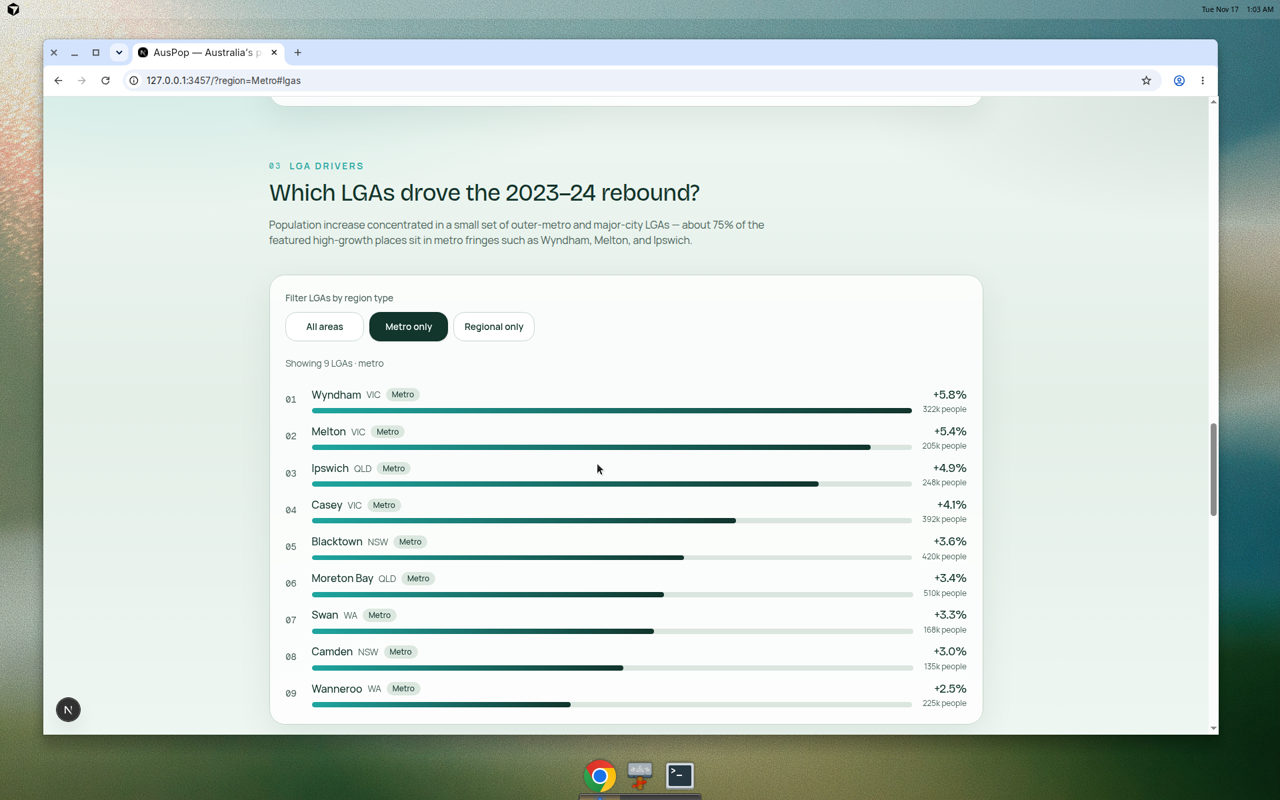 Tue Nov 17 1:03 AM
AusPop — Australia's p
127.0.0.1:3457/?region=Metro#lgas
03 LGA DRIVERS
Which LGAs drove the 2023–24 rebound?
Population increase concentrated in a small set of outer-metro and major-city LGAs — about 75% of the
featured high-growth places sit in metro fringes such as Wyndham, Melton, and Ipswich.
Filter LGAs by region type
All areas
Metro only
Regional only
Showing 9 LGAs · metro
01 Wyndham VIC Metro +5.8%
322k people
02 Melton VIC Metro +5.4%
205k people
03 Ipswich QLD Metro +4.9%
248k people
04 Casey VIC Metro +4.1%
392k people
05 Blacktown NSW Metro +3.6%
420k people
06 Moreton Bay QLD Metro +3.4%
510k people
07 Swan WA Metro +3.3%
168k people
08 Camden NSW Metro +3.0%
135k people
09 Wanneroo WA Metro +2.5%
225k people
N
>_